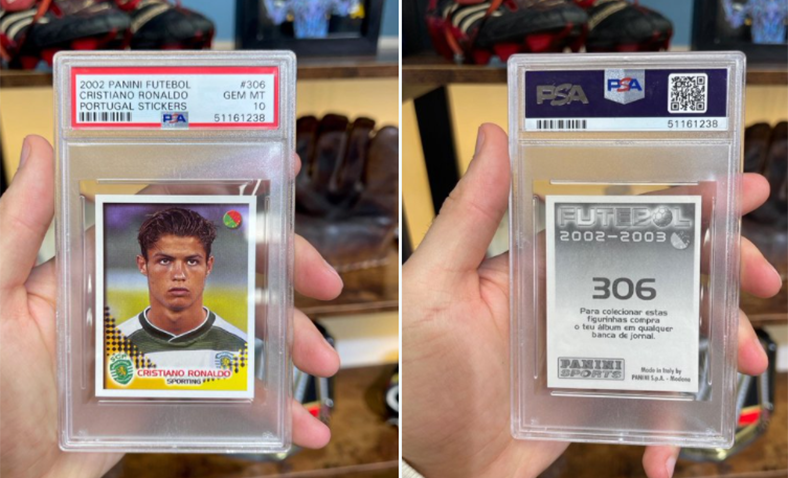 2002 PANINI FUTEBOL #306
CRISTIANO RONALDO GEM MT
PORTUGAL STICKERS 10
PSA 51161238
CRISTIANO RONALDO
SPORTING
PSA PSA
51161238
FUTEBOL
2002-2003
306
Para colecionar estas
figurinhas compra
o teu álbum em qualquer
banca de jornal.
PANINI
SPORTS
Made in Italy by
PANINI S.p.A. - Modena